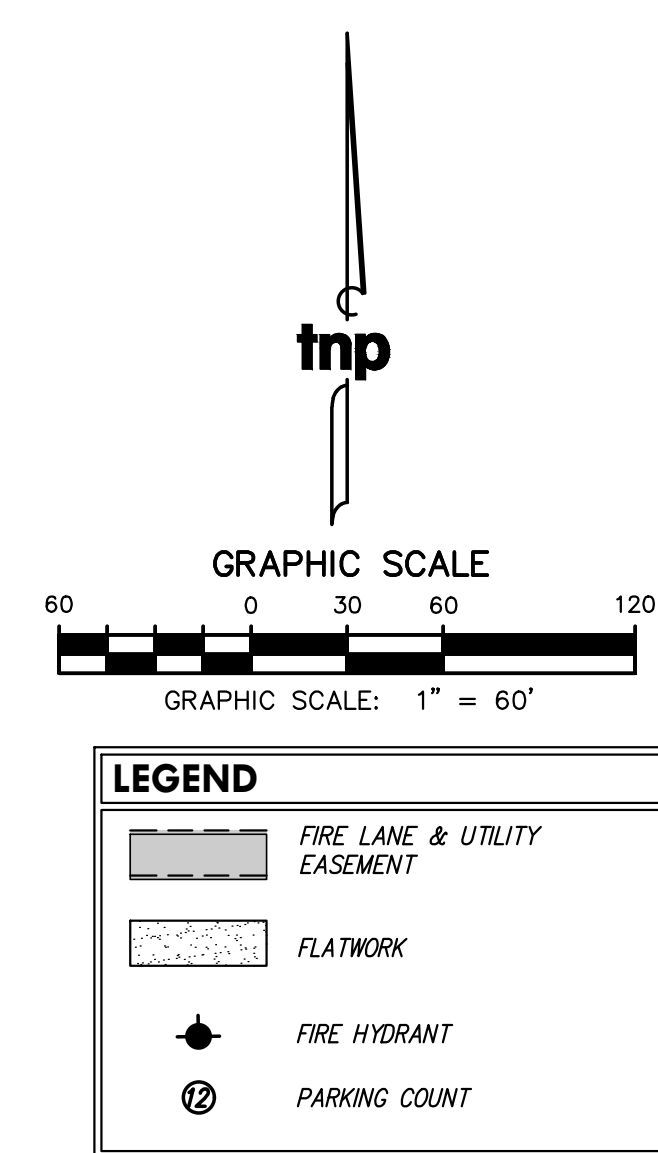 tnp
GRAPHIC SCALE
60 0 30 60 120
GRAPHIC SCALE: 1" = 60'
LEGEND
FIRE LANE & UTILITY
EASEMENT
FLATWORK
FIRE HYDRANT
12 PARKING COUNT